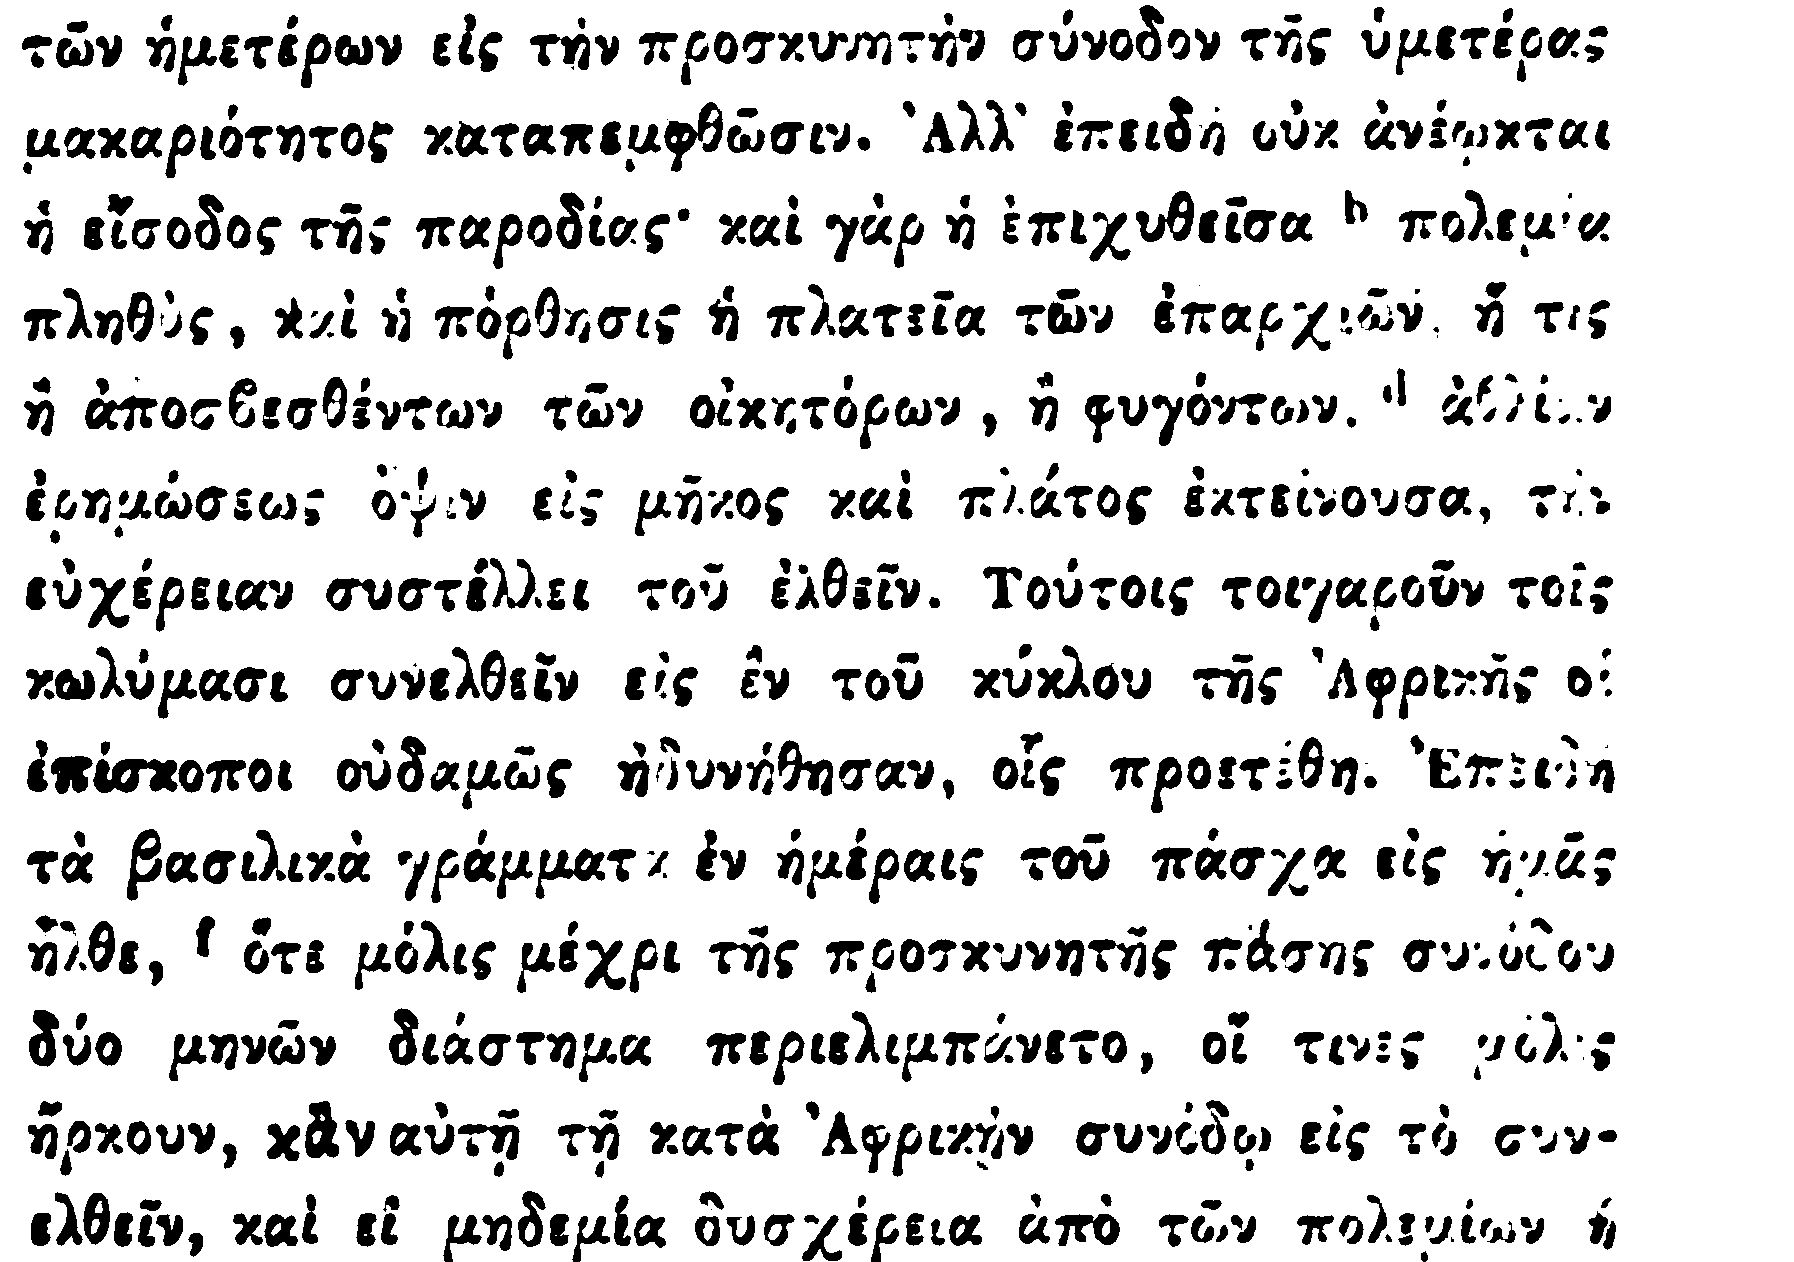 τῶν ἡμετέρων εἰς τὴν προσκυνητὴν σύνοδον τῆς ὑμετέρας
μακαριότητος καταπεμφθῶσιν. Ἀλλ᾽ ἐπειδὴ οὐκ ἀνέῳκται
ἡ εἴσοδος τῆς παροδίας· καὶ γὰρ ἡ ἐπιχυθεῖσα h πολεμία
πληθὺς, καὶ ἡ πόρθησις ἡ πλατεῖα τῶν ἐπαρχιῶν, ἥ τις
ἢ ἀποσβεσθέντων τῶν οἰκητόρων, ἢ φυγόντων, d ἀθλίαν
ἐρημώσεως ὄψιν εἰς μῆκος καὶ πλάτος ἐκτείνουσα, τὴν
εὐχέρειαν συστέλλει τοῦ ἐλθεῖν. Τούτοις τοιγαροῦν τοῖς
κωλύμασι συνελθεῖν εἰς ἓν τοῦ κύκλου τῆς Ἀφρικῆς οἱ
ἐπίσκοποι οὐδαμῶς ἠδυνήθησαν, οἷς προετέθη. Ἐπειδὴ
τὰ βασιλικὰ γράμματα ἐν ἡμέραις τοῦ πάσχα εἰς ἡμᾶς
ἦλθε, f ὅτε μόλις μέχρι τῆς προσκυνητῆς πάσης συνόδου
δύο μηνῶν διάστημα περιελιμπάνετο, οἵ τινες μόλις
ἤρκουν, κἂν αὐτῇ τῇ κατὰ Ἀφρικὴν συνόδῳ εἰς τὸ συν-
ελθεῖν, καὶ εἰ μηδεμία δυσχέρεια ἀπὸ τῶν πολεμίων ἡ